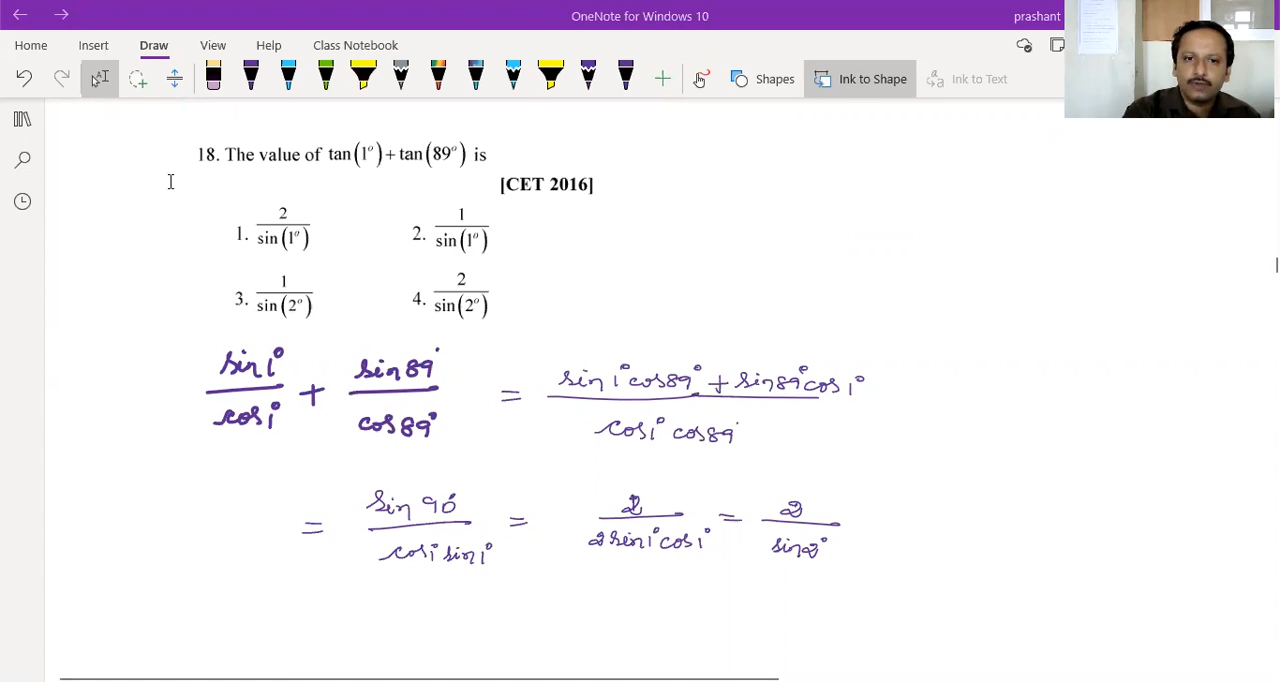 OneNote for Windows 10
prashant
Home Insert Draw View Help Class Notebook
Shapes Ink to Shape Ink to Text
18. The value of tan(1°)+tan(89°) is
[CET 2016]
1. 2/sin(1°) 2. 1/sin(1°)
3. 1/sin(2°) 4. 2/sin(2°)
sin1°/cos1° + sin89°/cos89° = (sin1°cos89° + sin89°cos1°)/(cos1° cos89°)
= sin90°/(cos1° sin1°) = 2/(2sin1°cos1°) = 2/sin2°